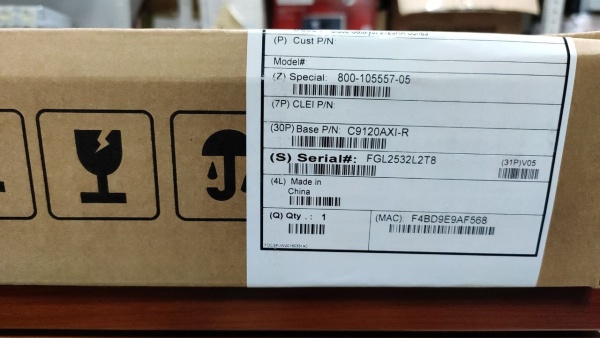 (P) Cust P/N
Model#
(Z) Special: 800-105557-05
(7P) CLEI P/N:
(30P) Base P/N: C9120AXI-R
(S) Serial#: FGL2532L2T8
(31P)V05
(4L) Made in
China
(Q) Qty .: 1
(MAC): F4BD9E9AF568